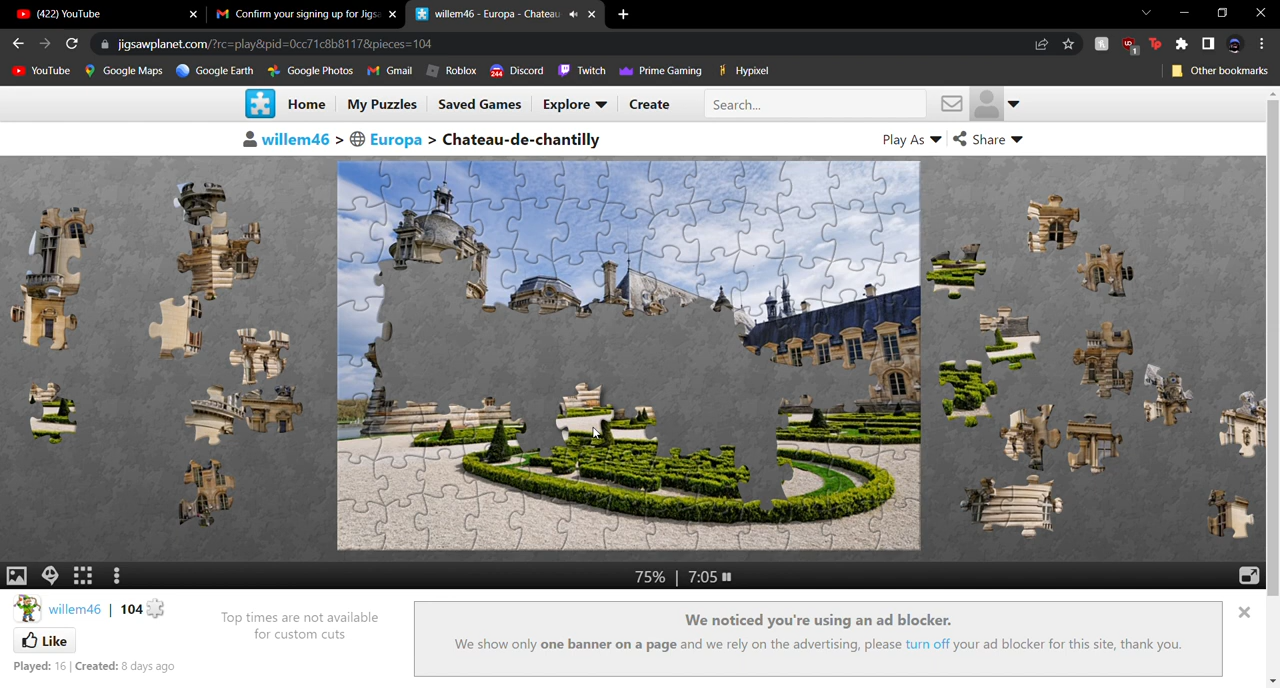 (422) YouTube
Confirm your signing up for Jigsa
willem46 - Europa - Chateau
jigsawplanet.com/?rc=play&pid=0cc71c8b8117&pieces=104
YouTube Google Maps Google Earth Google Photos Gmail Roblox 244 Discord Twitch Prime Gaming Hypixel Other bookmarks
Home My Puzzles Saved Games Explore Create Search...
willem46 > Europa > Chateau-de-chantilly Play As Share
75% | 7:05
willem46 | 104
Like
Played: 16 | Created: 8 days ago
Top times are not available
for custom cuts
We noticed you're using an ad blocker.
We show only one banner on a page and we rely on the advertising, please turn off your ad blocker for this site, thank you.